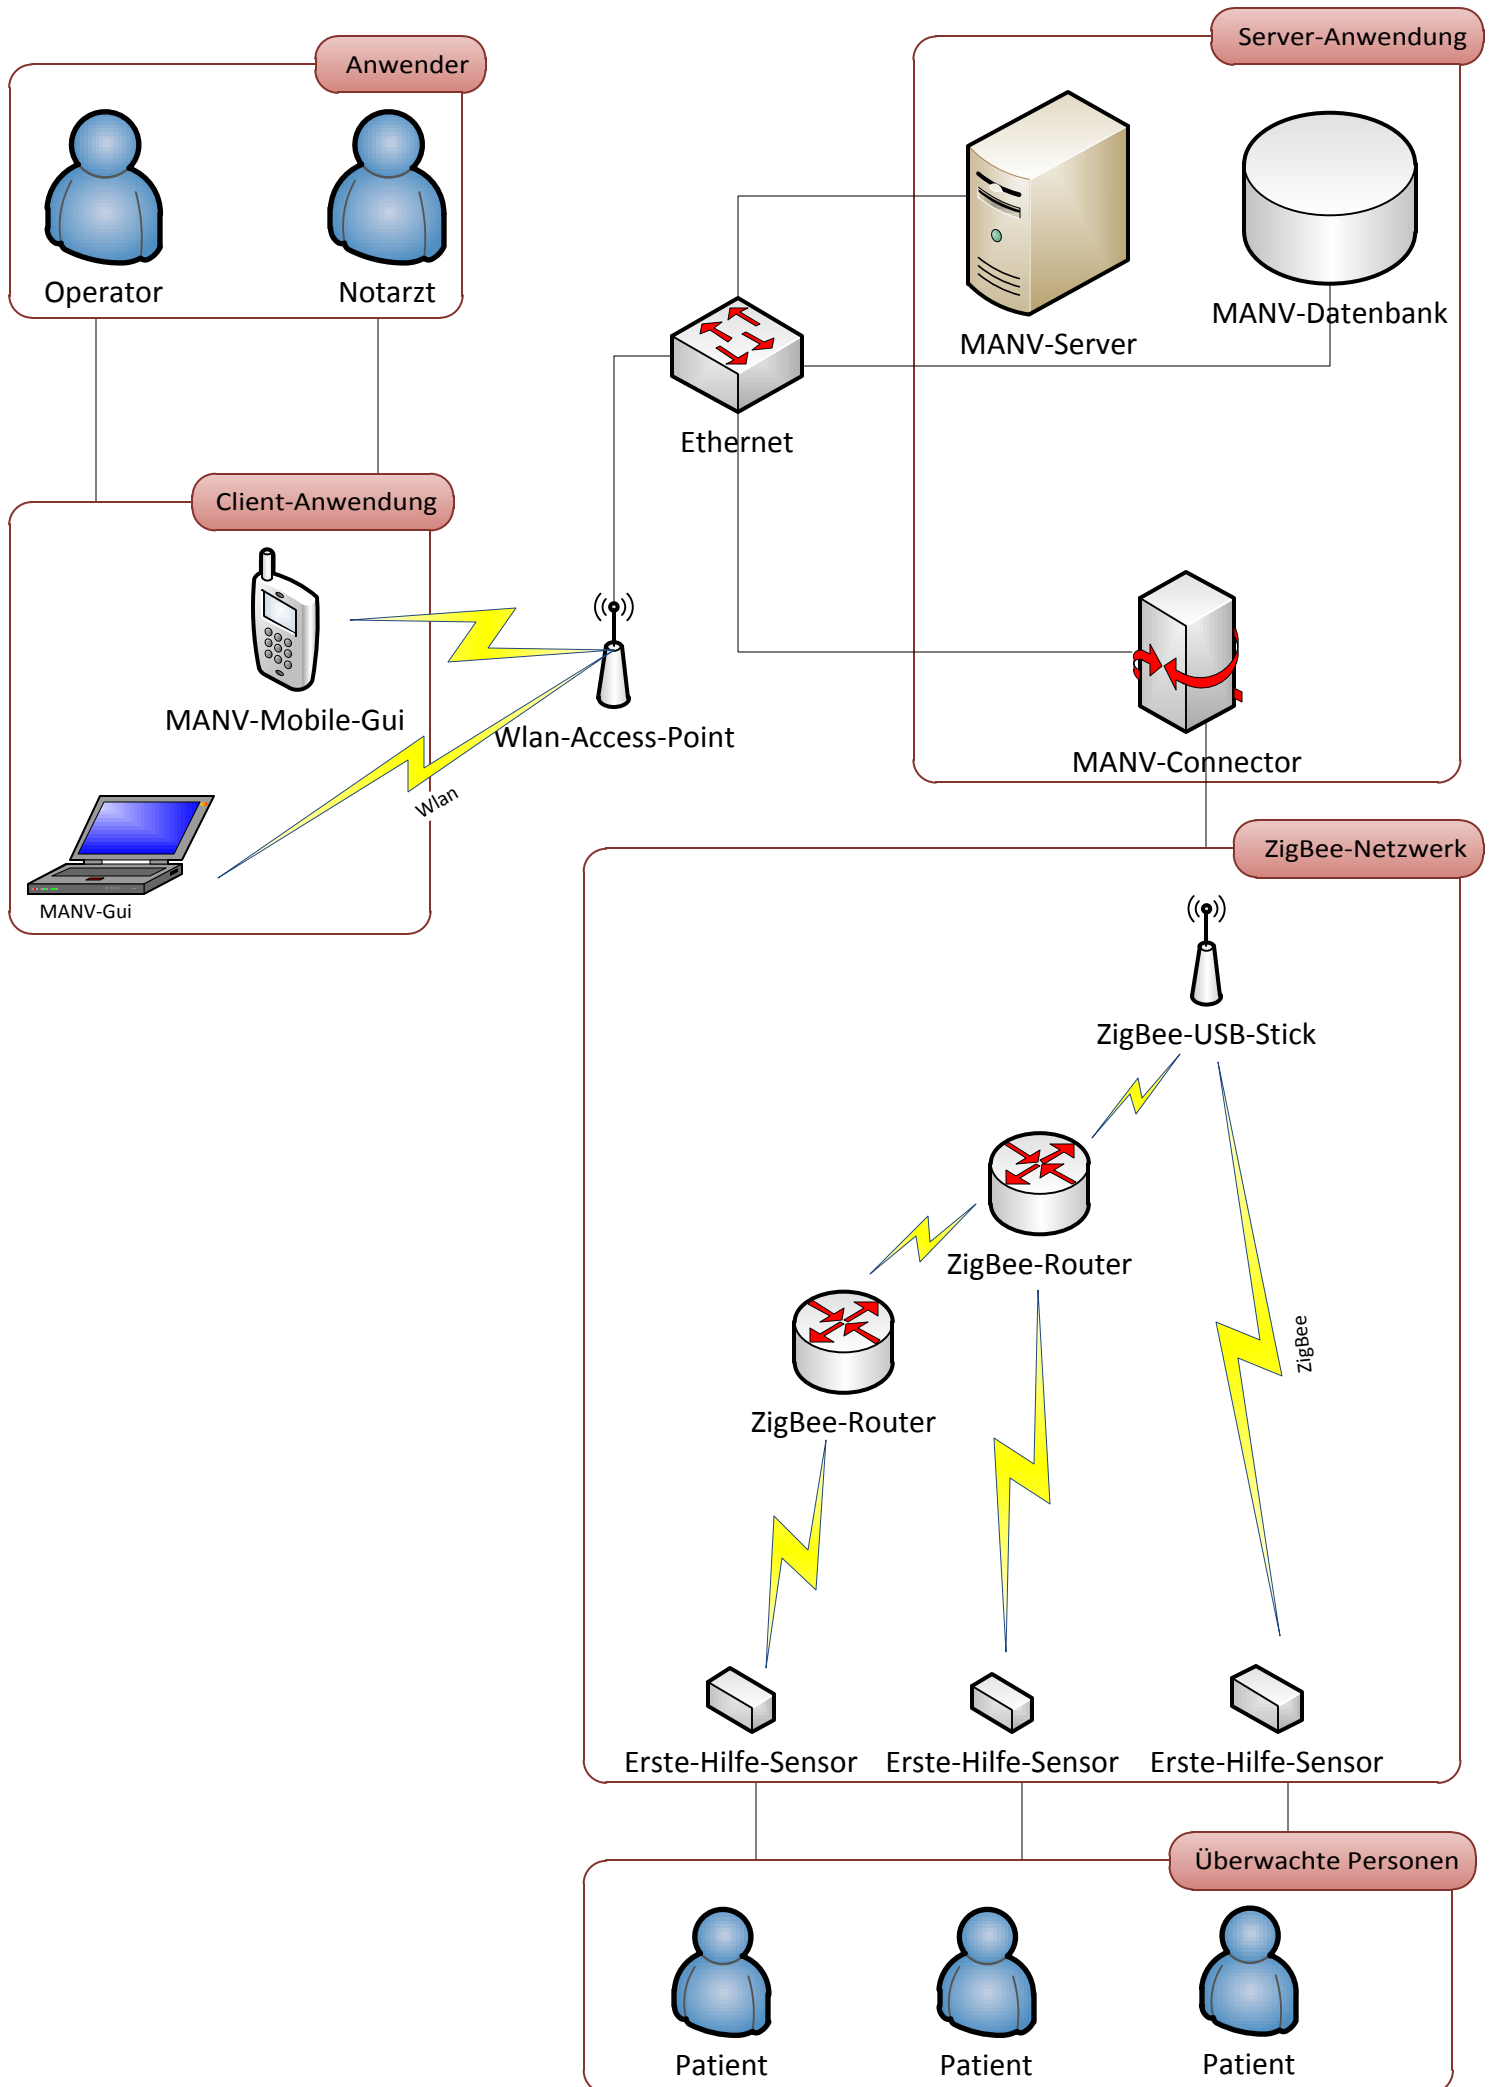 Anwender
Operator
Notarzt
Server-Anwendung
MANV-Server
MANV-Datenbank
Ethernet
MANV-Connector
Client-Anwendung
MANV-Mobile-Gui
Wlan-Access-Point
Wlan
MANV-Gui
ZigBee-Netzwerk
ZigBee-USB-Stick
ZigBee-Router
ZigBee-Router
ZigBee
Erste-Hilfe-Sensor
Erste-Hilfe-Sensor
Erste-Hilfe-Sensor
Überwachte Personen
Patient
Patient
Patient